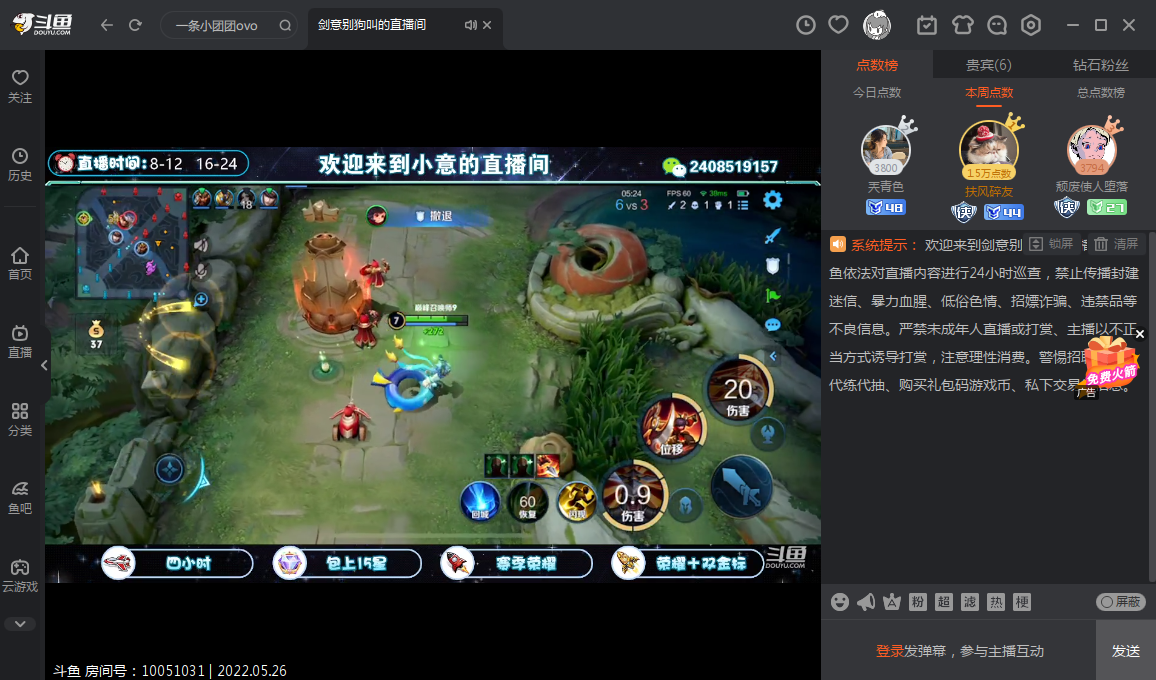 斗鱼
DOUYU.COM
一条小团团ovo
剑意别狗叫的直播间
关注
历史
首页
直播
分类
鱼吧
云游戏
直播时间:8-12 16-24
欢迎来到小意的直播间
2408519157
18
撤退
05:24
FPS 60
38ms
6 vs 3
2 1 1
37
巅峰召唤师9
7
+272
20
伤害
位移
0.9
伤害
回城
60
恢复
闪现
四小时
包上15星
赛季荣耀
荣耀十双金标
斗鱼
DOUYU.COM
斗鱼 房间号：10051031 | 2022.05.26
点数榜
贵宾(6)
钻石粉丝
今日点数
本周点数
总点数榜
3800
天青色
48
1.5万点数
扶风醉友
44
3794
颓废使人堕落
27
系统提示： 欢迎来到剑意别
锁屏
清屏
鱼依法对直播内容进行24小时巡查，禁止传播封建
迷信、暴力血腥、低俗色情、招嫖诈骗、违禁品等
不良信息。严禁未成年人直播或打赏、主播以不正
当方式诱导打赏，注意理性消费。警惕招
代练代抽、购买礼包码游戏币、私下交易
免费火箭
广告
粉
超
滤
热
梗
屏蔽
登录发弹幕，参与主播互动
发送